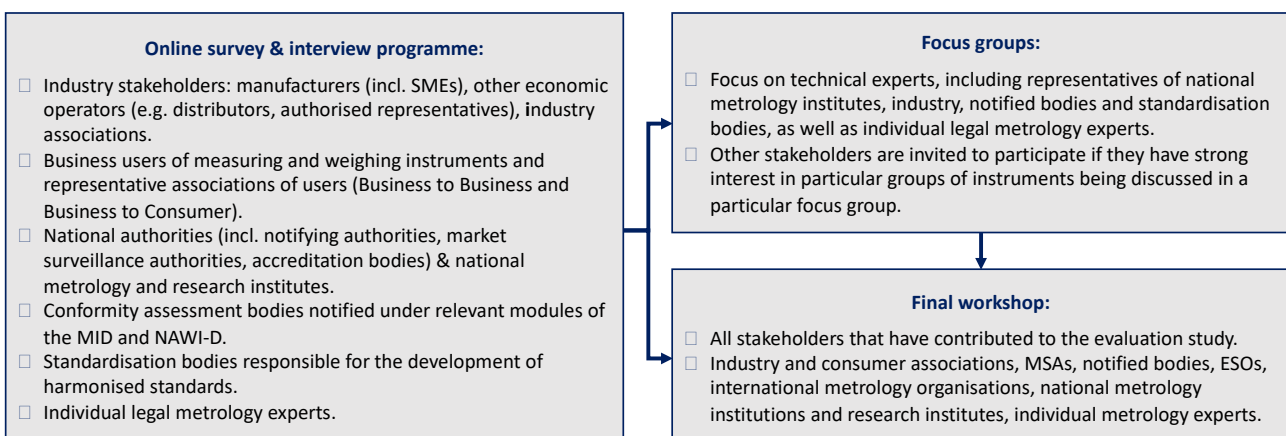 Online survey & interview programme:
☐ Industry stakeholders: manufacturers (incl. SMEs), other economic
operators (e.g. distributors, authorised representatives), industry
associations.
☐ Business users of measuring and weighing instruments and
representative associations of users (Business to Business and
Business to Consumer).
☐ National authorities (incl. notifying authorities, market
surveillance authorities, accreditation bodies) & national
metrology and research institutes.
☐ Conformity assessment bodies notified under relevant modules of
the MID and NAWI-D.
☐ Standardisation bodies responsible for the development of
harmonised standards.
☐ Individual legal metrology experts.
Focus groups:
☐ Focus on technical experts, including representatives of national
metrology institutes, industry, notified bodies and standardisation
bodies, as well as individual legal metrology experts.
☐ Other stakeholders are invited to participate if they have strong
interest in particular groups of instruments being discussed in a
particular focus group.
Final workshop:
☐ All stakeholders that have contributed to the evaluation study.
☐ Industry and consumer associations, MSAs, notified bodies, ESOs,
international metrology organisations, national metrology
institutions and research institutes, individual metrology experts.